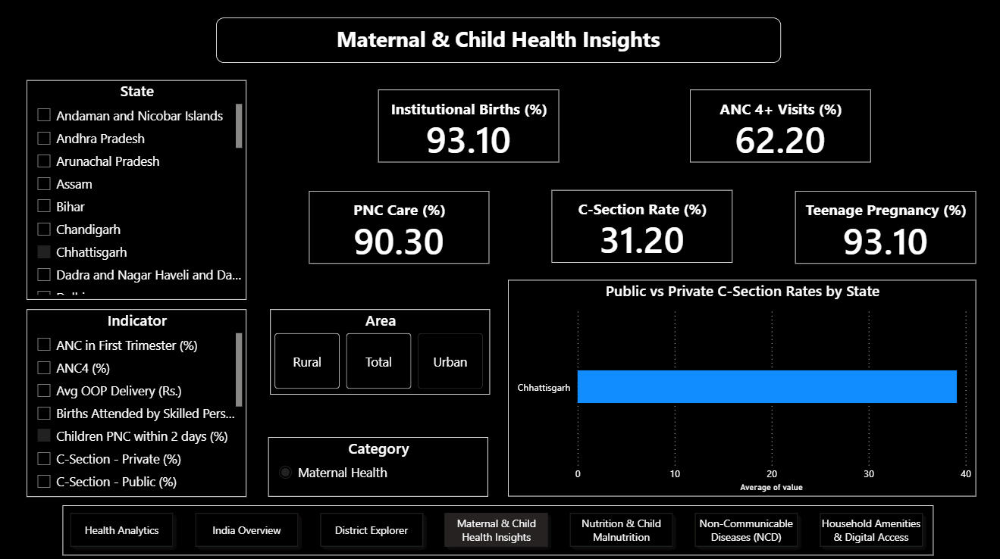 Maternal & Child Health Insights
State
Andaman and Nicobar Islands
Andhra Pradesh
Arunachal Pradesh
Assam
Bihar
Chandigarh
Chhattisgarh
Dadra and Nagar Haveli and Da...
Institutional Births (%)
93.10
ANC 4+ Visits (%)
62.20
PNC Care (%)
90.30
C-Section Rate (%)
31.20
Teenage Pregnancy (%)
93.10
Indicator
ANC in First Trimester (%)
ANC4 (%)
Avg OOP Delivery (Rs.)
Births Attended by Skilled Pers...
Children PNC within 2 days (%)
C-Section - Private (%)
C-Section - Public (%)
Area
Rural
Total
Urban
Category
Maternal Health
Public vs Private C-Section Rates by State
Chhattisgarh
0 10 20 30 40
Average of value
Health Analytics
India Overview
District Explorer
Maternal & Child
Health Insights
Nutrition & Child
Malnutrition
Non-Communicable
Diseases (NCD)
Household Amenities
& Digital Access